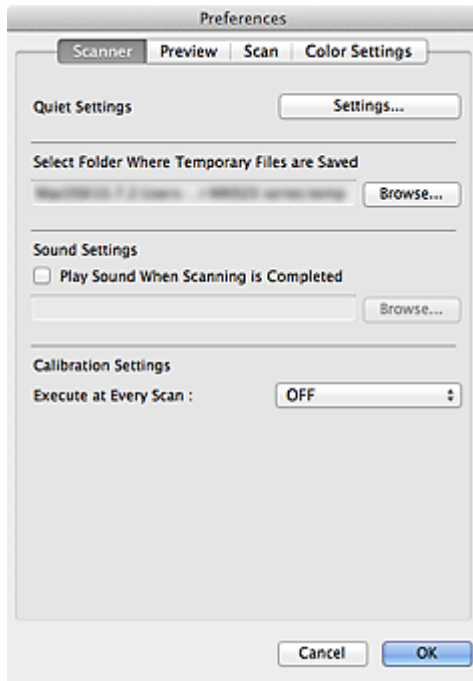 Preferences
Scanner Preview Scan Color Settings
Quiet Settings Settings...
Select Folder Where Temporary Files are Saved
Browse...
Sound Settings
Play Sound When Scanning is Completed
Browse...
Calibration Settings
Execute at Every Scan : OFF
Cancel OK